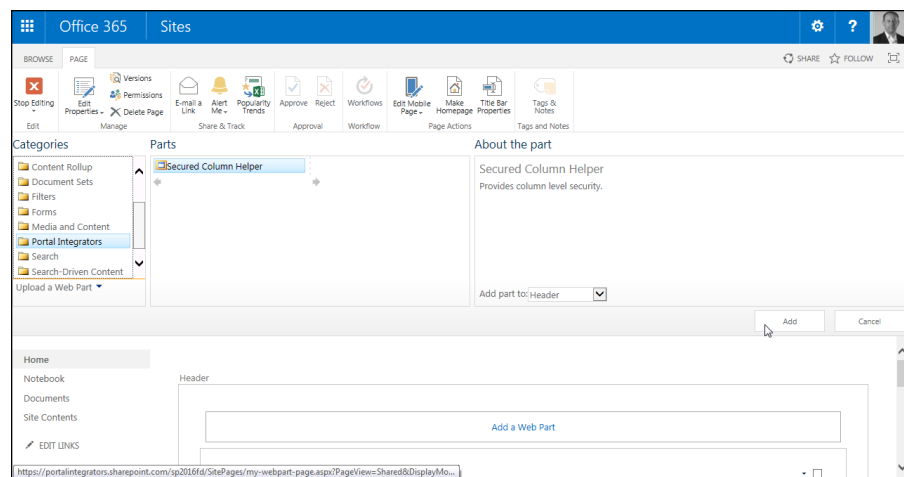 Office 365 Sites ?
BROWSE PAGE SHARE FOLLOW
Stop Editing
Edit Properties
Versions
Permissions
Delete Page
E-mail a Link
Alert Me
Popularity Trends
Approve
Reject
Workflows
Edit Mobile Page
Make Homepage
Title Bar Properties
Tags & Notes
Edit Manage Share & Track Approval Workflow Page Actions Tags and Notes
Categories Parts About the part
Content Rollup
Document Sets
Filters
Forms
Media and Content
Portal Integrators
Search
Search-Driven Content
Upload a Web Part
Secured Column Helper
Secured Column Helper
Provides column level security.
Add part to: Header
Add Cancel
Home
Notebook
Documents
Site Contents
EDIT LINKS
Header
Add a Web Part
https://portalintegrators.sharepoint.com/sp2016fd/SitePages/my-webpart-page.aspx?PageView=Shared&DisplayMo...